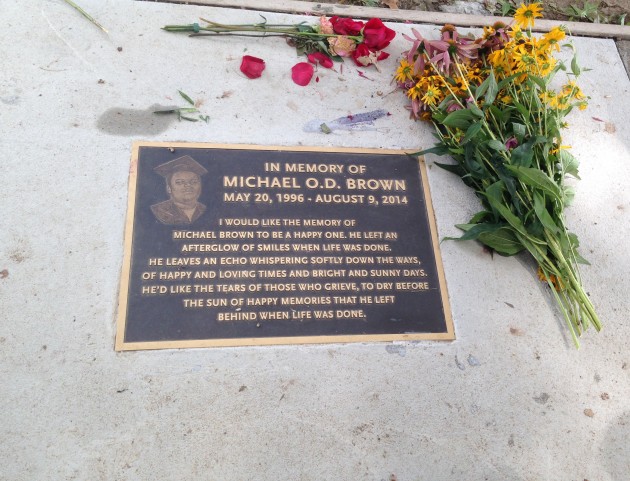 IN MEMORY OF
MICHAEL O.D. BROWN
MAY 20, 1996 - AUGUST 9, 2014
I WOULD LIKE THE MEMORY OF
MICHAEL BROWN TO BE A HAPPY ONE. HE LEFT AN
AFTERGLOW OF SMILES WHEN LIFE WAS DONE.
HE LEAVES AN ECHO WHISPERING SOFTLY DOWN THE WAYS,
OF HAPPY AND LOVING TIMES AND BRIGHT AND SUNNY DAYS.
HE'D LIKE THE TEARS OF THOSE WHO GRIEVE, TO DRY BEFORE
THE SUN OF HAPPY MEMORIES THAT HE LEFT
BEHIND WHEN LIFE WAS DONE.